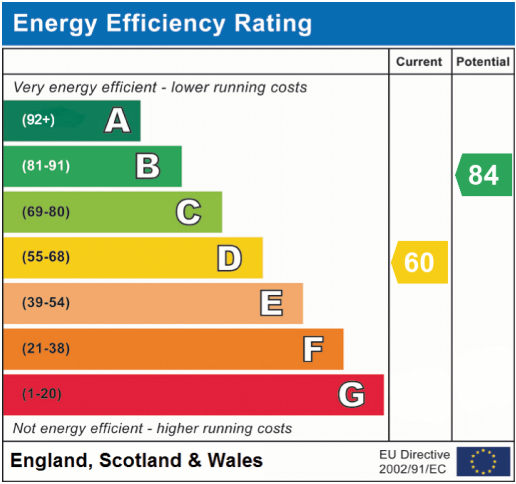 Energy Efficiency Rating
Current Potential
Very energy efficient - lower running costs
(92+) A
(81-91) B
84
(69-80) C
(55-68) D
60
(39-54) E
(21-38) F
(1-20) G
Not energy efficient - higher running costs
England, Scotland & Wales
EU Directive
2002/91/EC